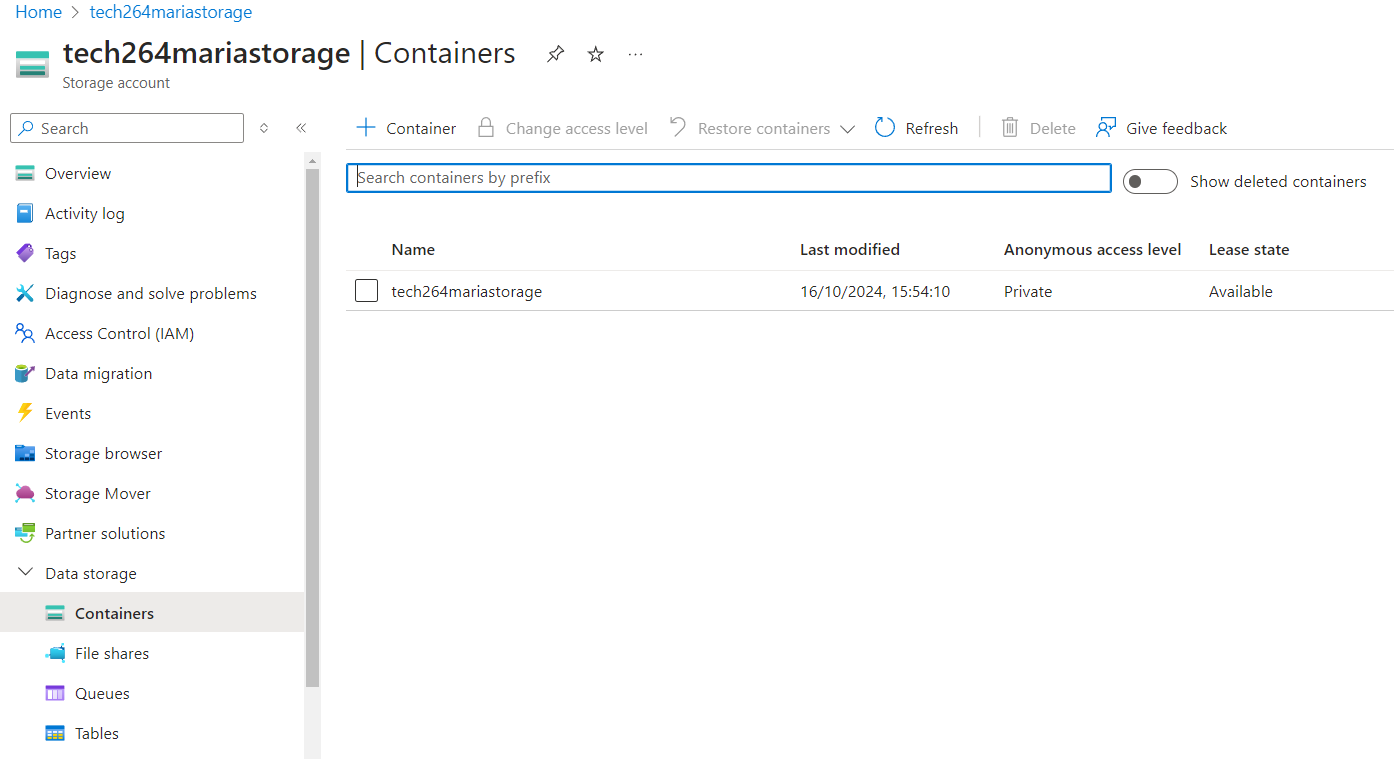 Home > tech264mariastorage
tech264mariastorage | Containers ...
Storage account
Search
Overview
Activity log
Tags
Diagnose and solve problems
Access Control (IAM)
Data migration
Events
Storage browser
Storage Mover
Partner solutions
Data storage
Containers
File shares
Queues
Tables
Container Change access level Restore containers Refresh Delete Give feedback
Search containers by prefix Show deleted containers
Name Last modified Anonymous access level Lease state
tech264mariastorage 16/10/2024, 15:54:10 Private Available